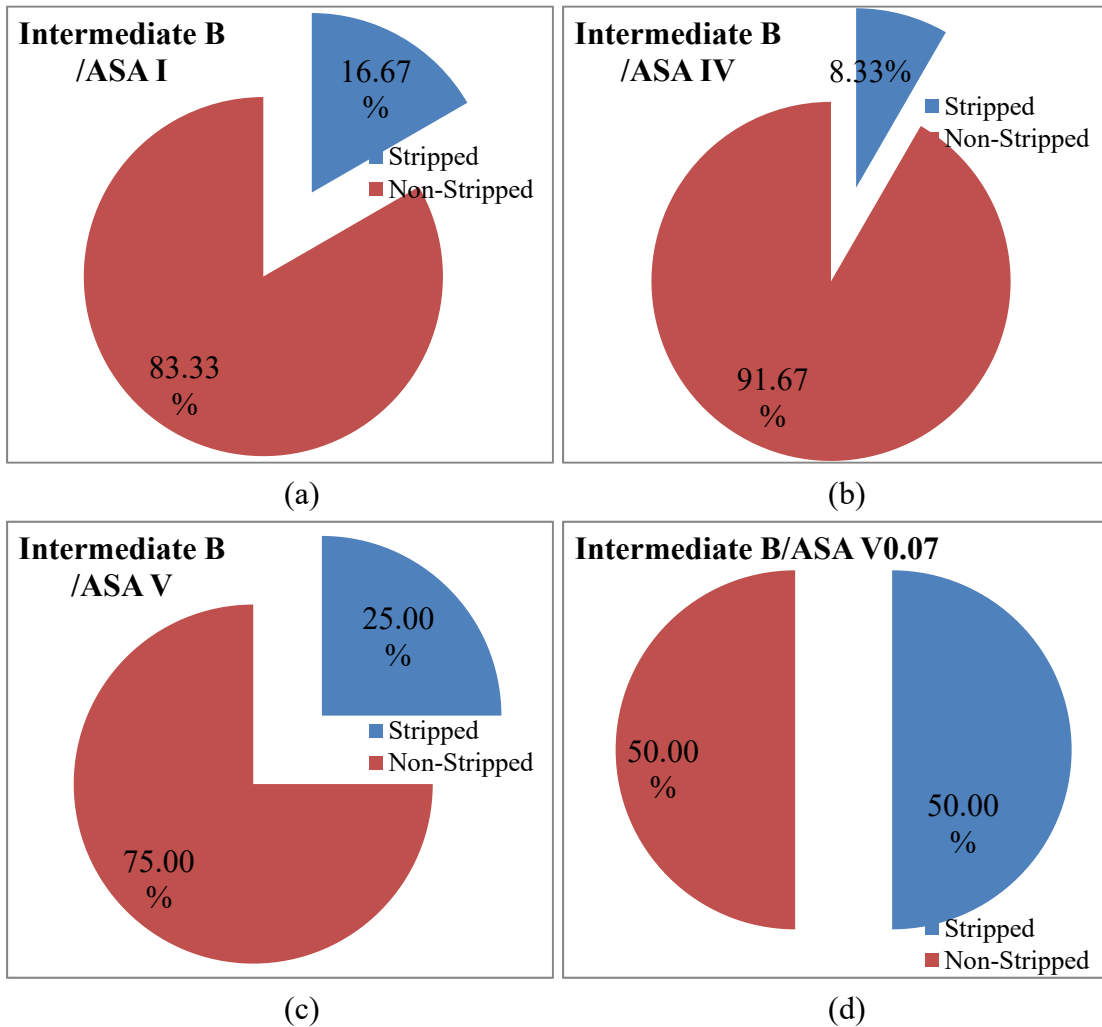 Intermediate B
/ASA I
16.67
%
Stripped
Non-Stripped
83.33
%
(a)
Intermediate B
/ASA IV
8.33%
Stripped
Non-Stripped
91.67
%
(b)
Intermediate B
/ASA V
25.00
%
Stripped
Non-Stripped
75.00
%
(c)
Intermediate B/ASA V0.07
50.00
%
50.00
%
Stripped
Non-Stripped
(d)